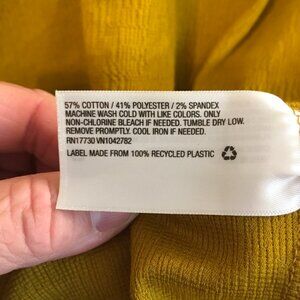 57% COTTON / 41% POLYESTER / 2% SPANDEX
MACHINE WASH COLD WITH LIKE COLORS. ONLY
NON-CHLORINE BLEACH IF NEEDED. TUMBLE DRY LOW.
REMOVE PROMPTLY. COOL IRON IF NEEDED.
RN17730 VN1042782
LABEL MADE FROM 100% RECYCLED PLASTIC